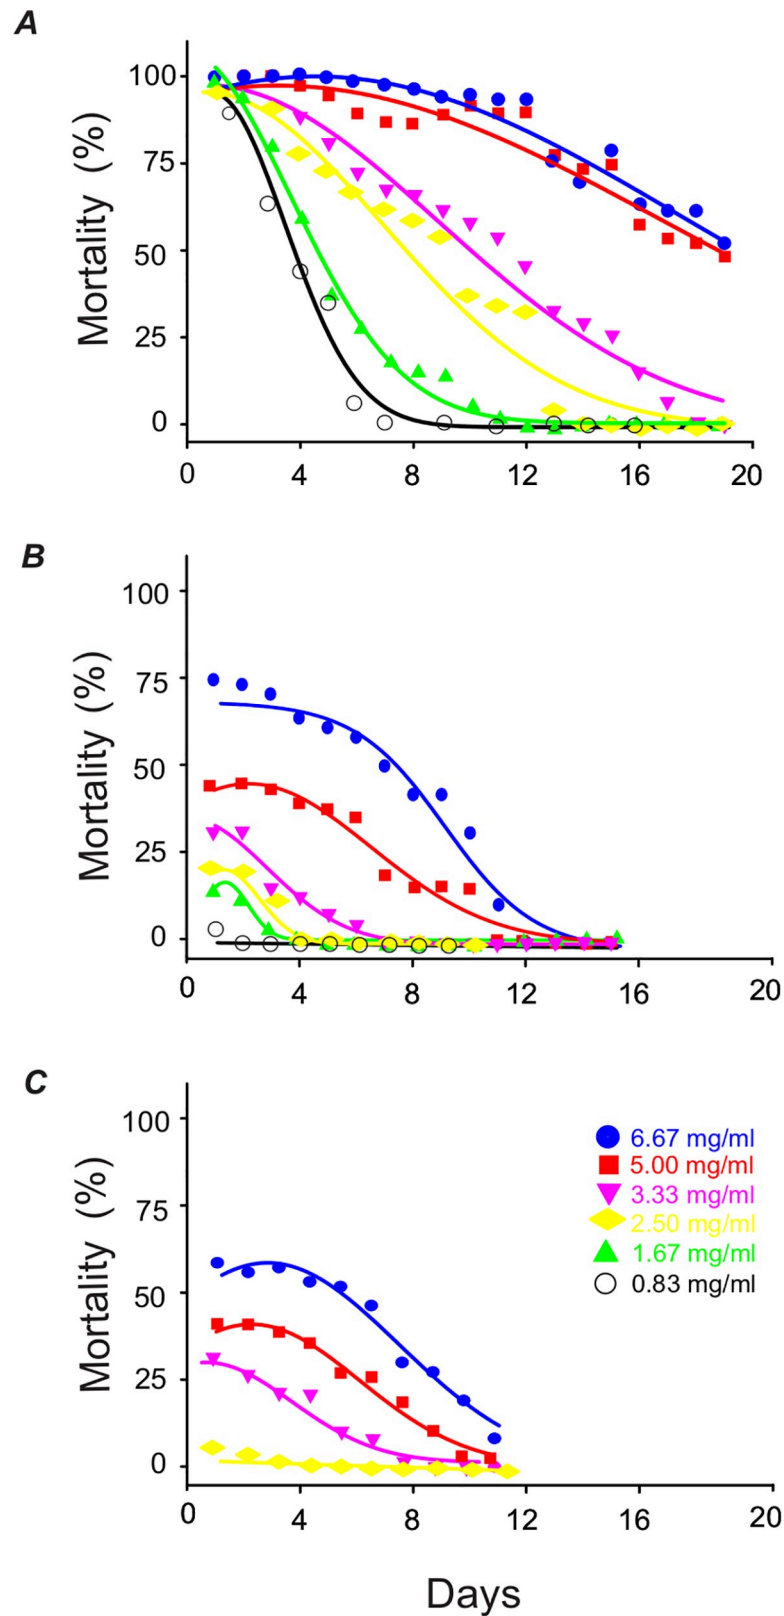 A
Mortality (%)
100
75
50
25
0
0 4 8 12 16 20
B
Mortality (%)
100
75
50
25
0
0 4 8 12 16 20
C
Mortality (%)
100
75
50
25
0
6.67 mg/ml
5.00 mg/ml
3.33 mg/ml
2.50 mg/ml
1.67 mg/ml
0.83 mg/ml
0 4 8 12 16 20
Days